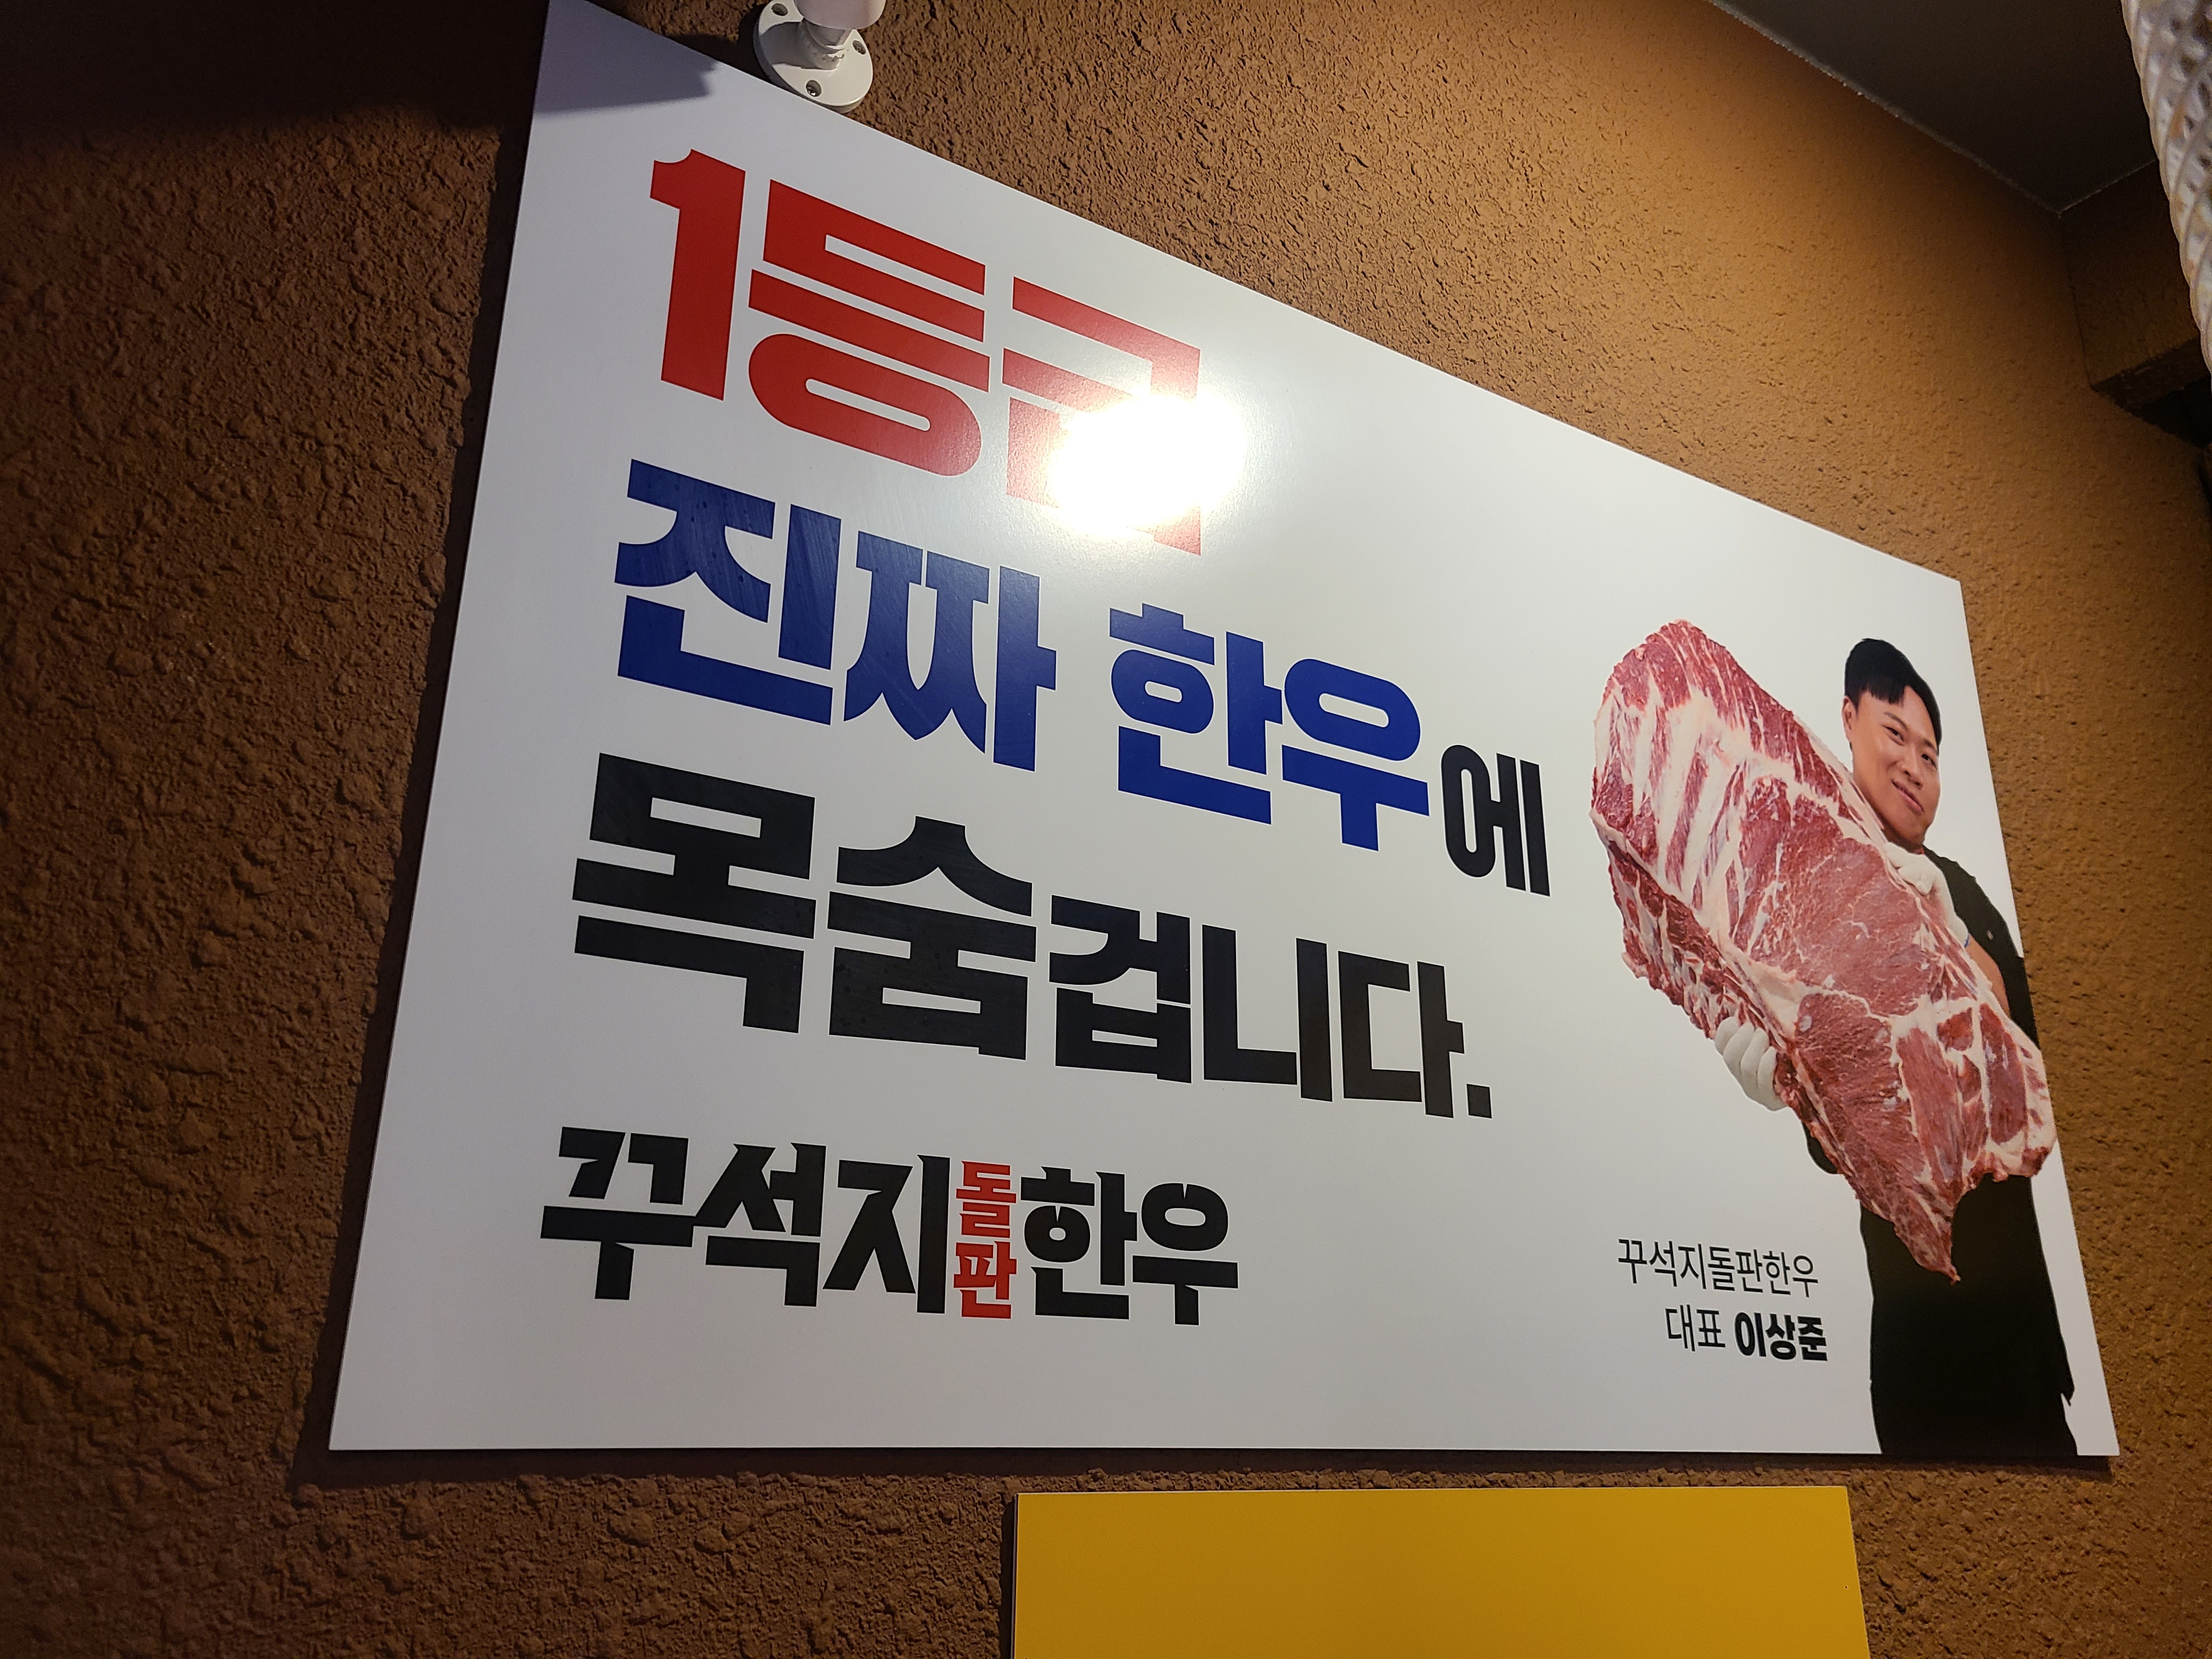 1등급
진짜 한우에
목숨겁니다.
꾸석지돌판한우
꾸석지돌판한우
대표 이상준